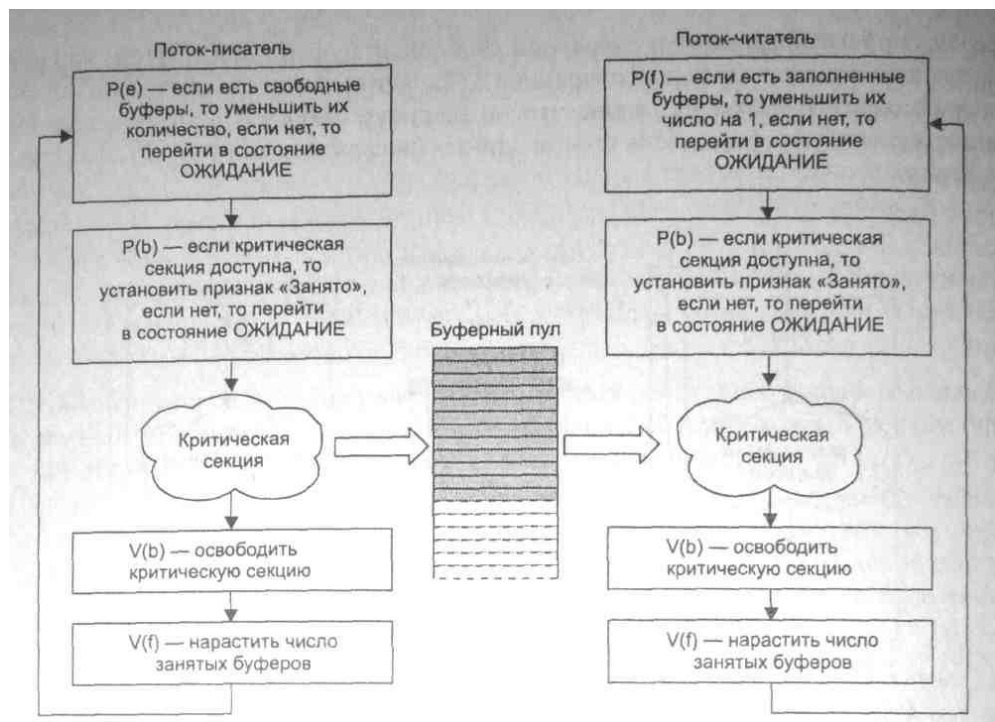 Поток-писатель
P(e) — если есть свободные
буферы, то уменьшить их
количество, если нет, то
перейти в состояние
ОЖИДАНИЕ
P(b) — если критическая
секция доступна, то
установить признак «Занято»,
если нет, то перейти
в состояние ОЖИДАНИЕ
Критическая
секция
V(b) — освободить
критическую секцию
V(f) — нарастить число
занятых буферов
Буферный пул
Поток-читатель
P(f) — если есть заполненные
буферы, то уменьшить их
число на 1, если нет, то
перейти в состояние
ОЖИДАНИЕ
P(b) — если критическая
секция доступна, то
установить признак «Занято»,
если нет, то перейти
в состояние ОЖИДАНИЕ
Критическая
секция
V(b) — освободить
критическую секцию
V(f) — нарастить число
занятых буферов